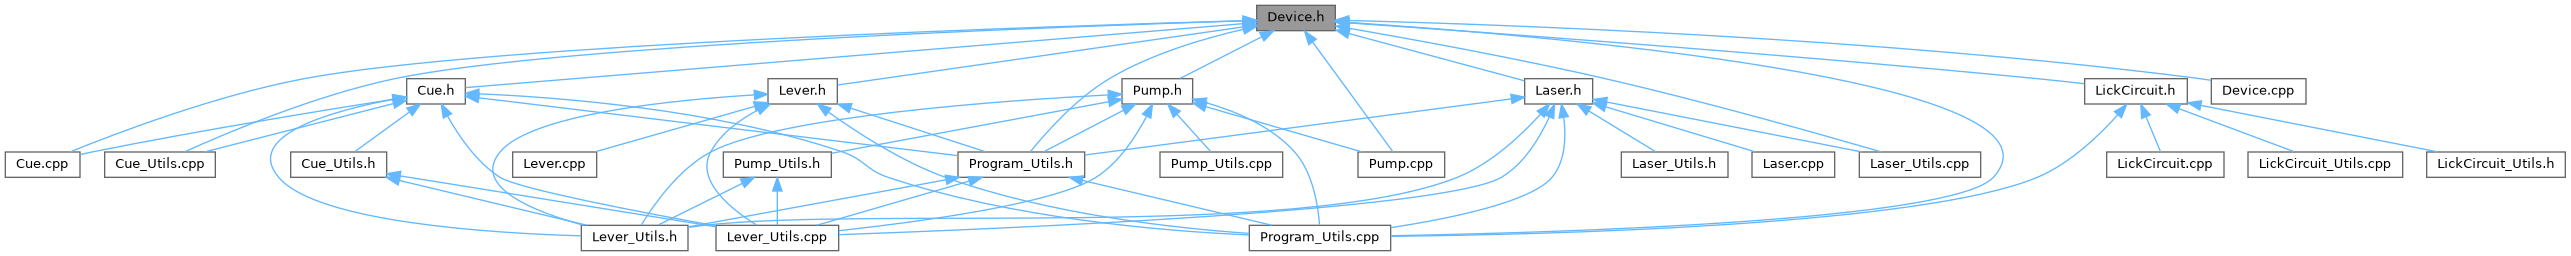 Device.h
Cue.h
Lever.h
Pump.h
Laser.h
LickCircuit.h
Device.cpp
Cue.cpp
Cue_Utils.cpp
Cue_Utils.h
Lever.cpp
Pump_Utils.h
Program_Utils.h
Pump_Utils.cpp
Pump.cpp
Laser_Utils.h
Laser.cpp
Laser_Utils.cpp
LickCircuit.cpp
LickCircuit_Utils.cpp
LickCircuit_Utils.h
Lever_Utils.h
Lever_Utils.cpp
Program_Utils.cpp